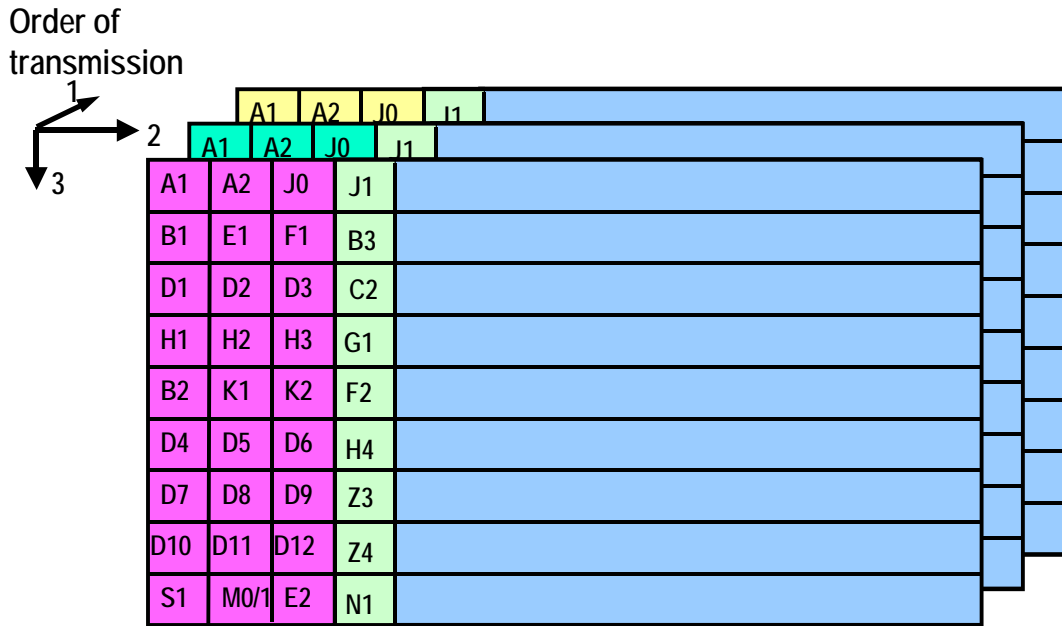 Order of
transmission
1
2
3
A1 A2 J0 J1
A1 A2 J0 J1
A1 A2 J0 J1
B1 E1 F1 B3
D1 D2 D3 C2
H1 H2 H3 G1
B2 K1 K2 F2
D4 D5 D6 H4
D7 D8 D9 Z3
D10 D11 D12 Z4
S1 M0/1 E2 N1